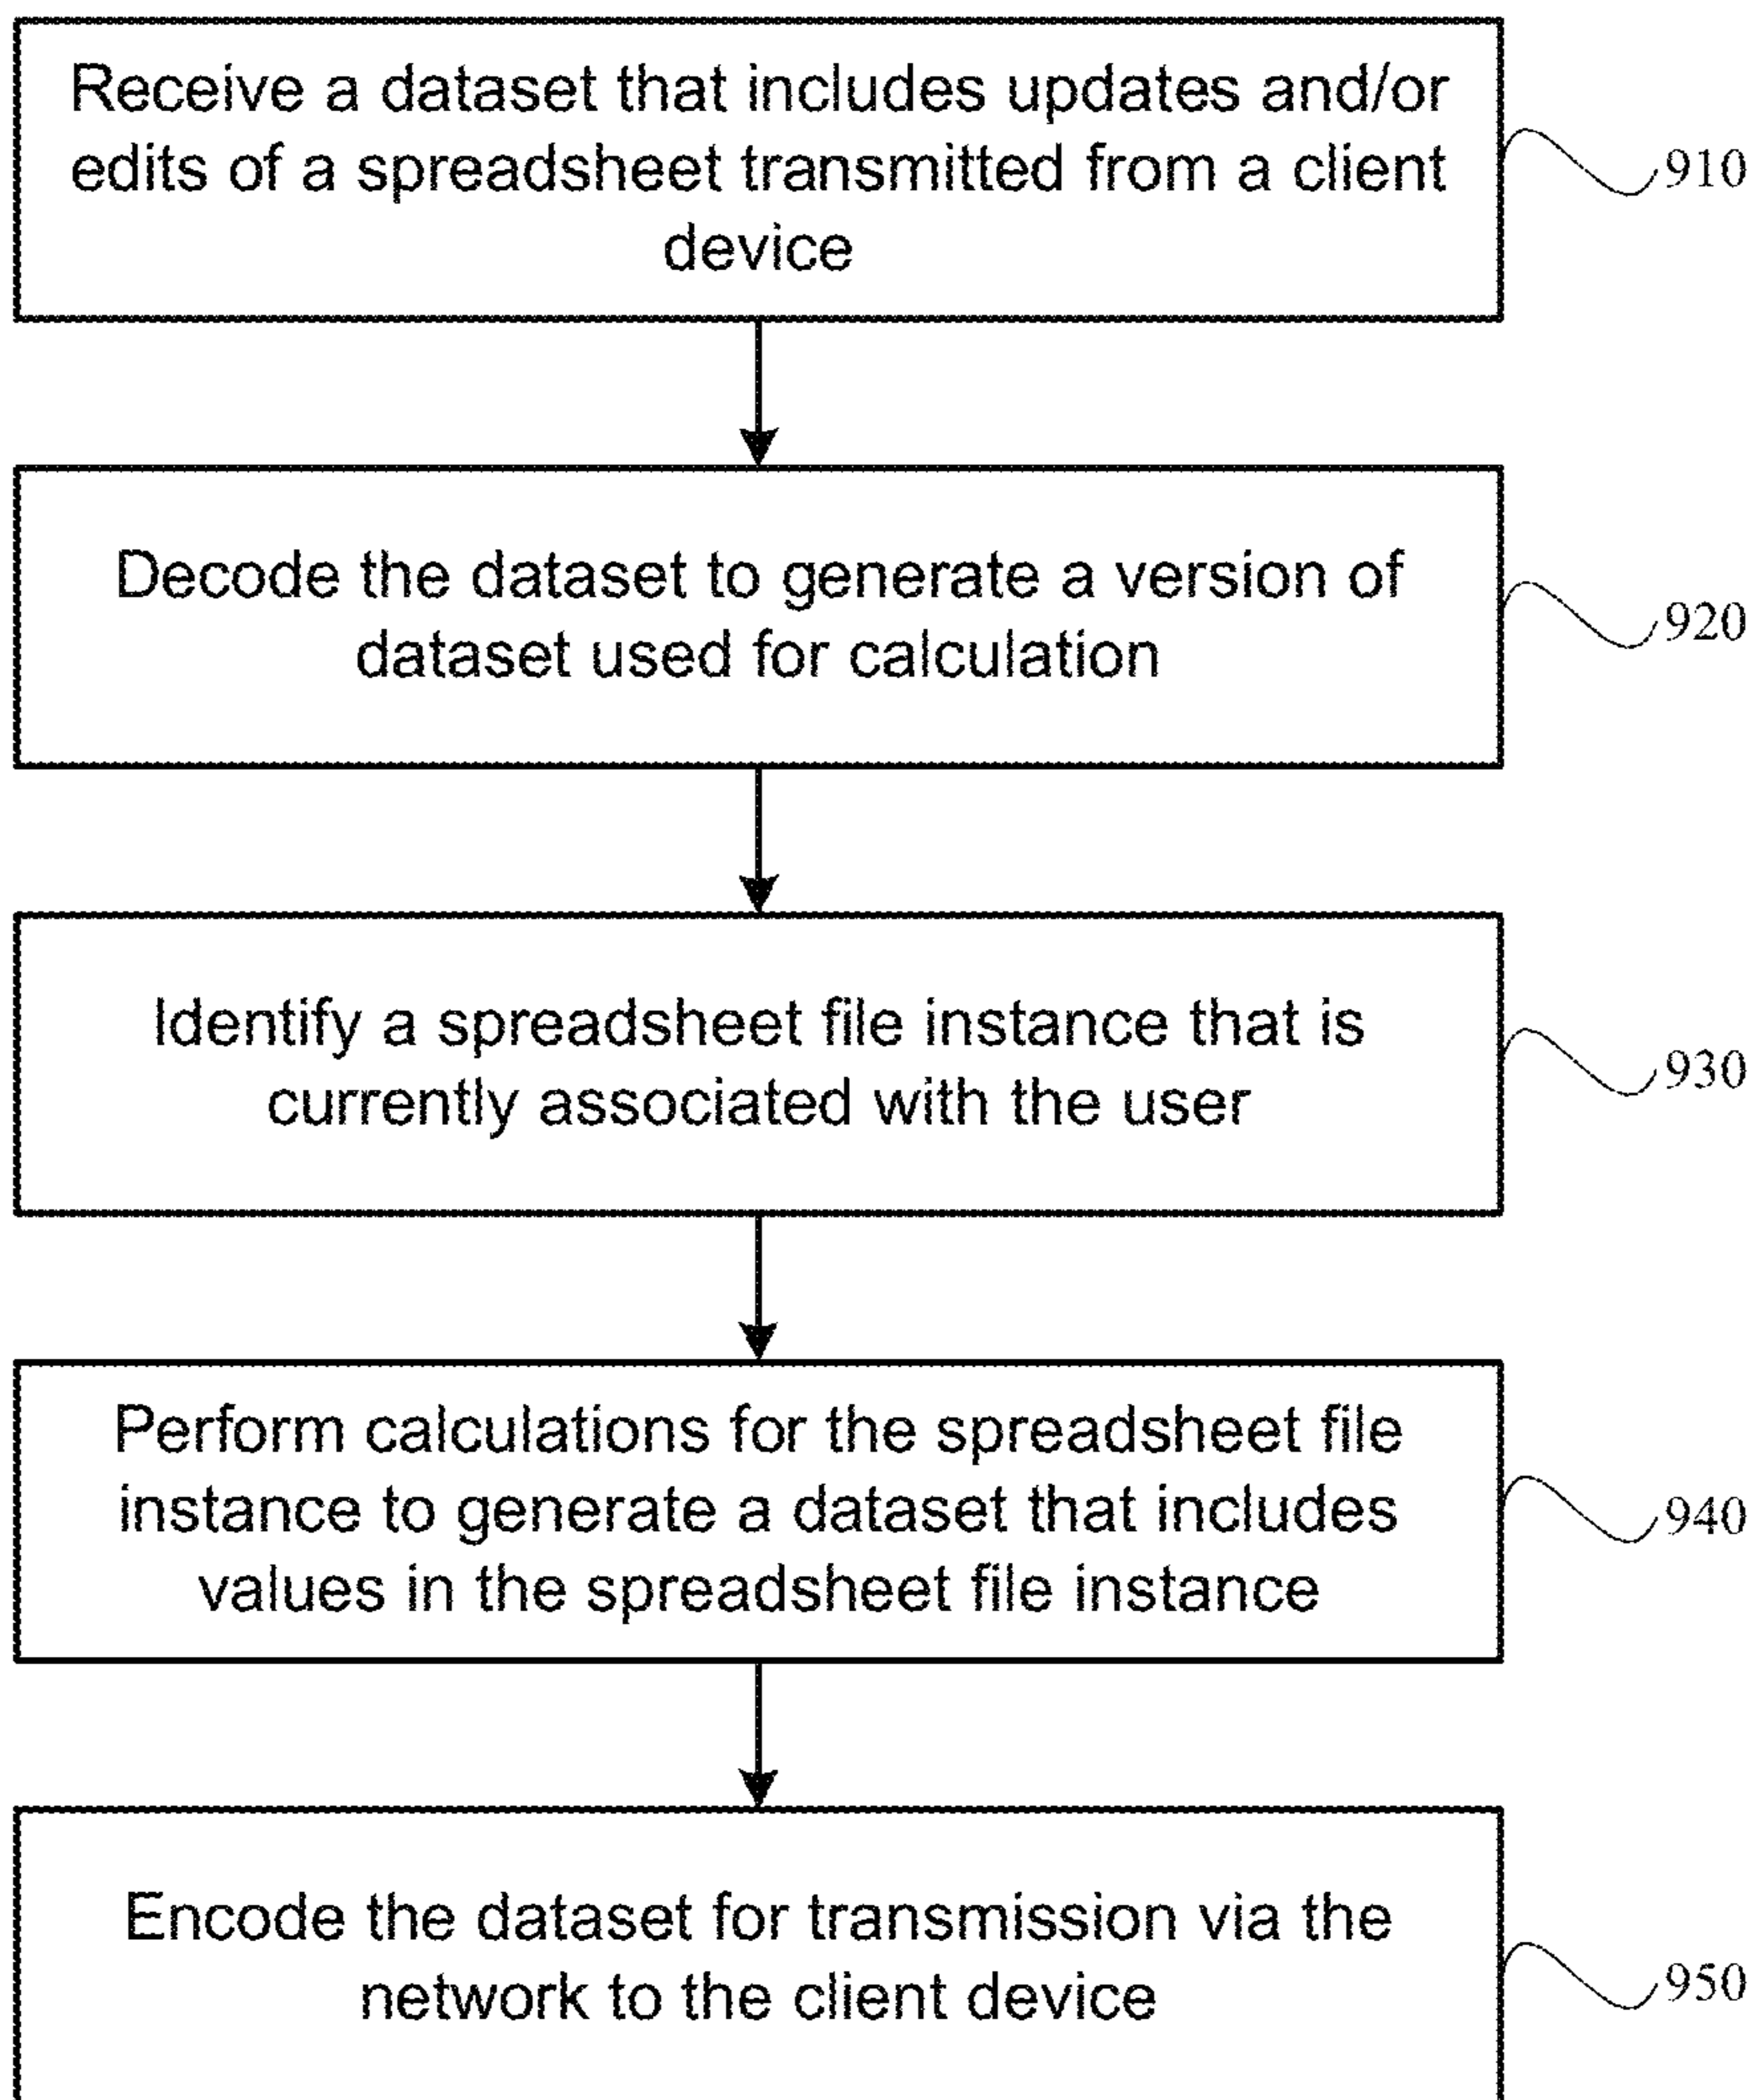 Receive a dataset that includes updates and/or
edits of a spreadsheet transmitted from a client
device
910
Decode the dataset to generate a version of
dataset used for calculation
920
Identify a spreadsheet file instance that is
currently associated with the user
930
Perform calculations for the spreadsheet file
instance to generate a dataset that includes
values in the spreadsheet file instance
940
Encode the dataset for transmission via the
network to the client device
950